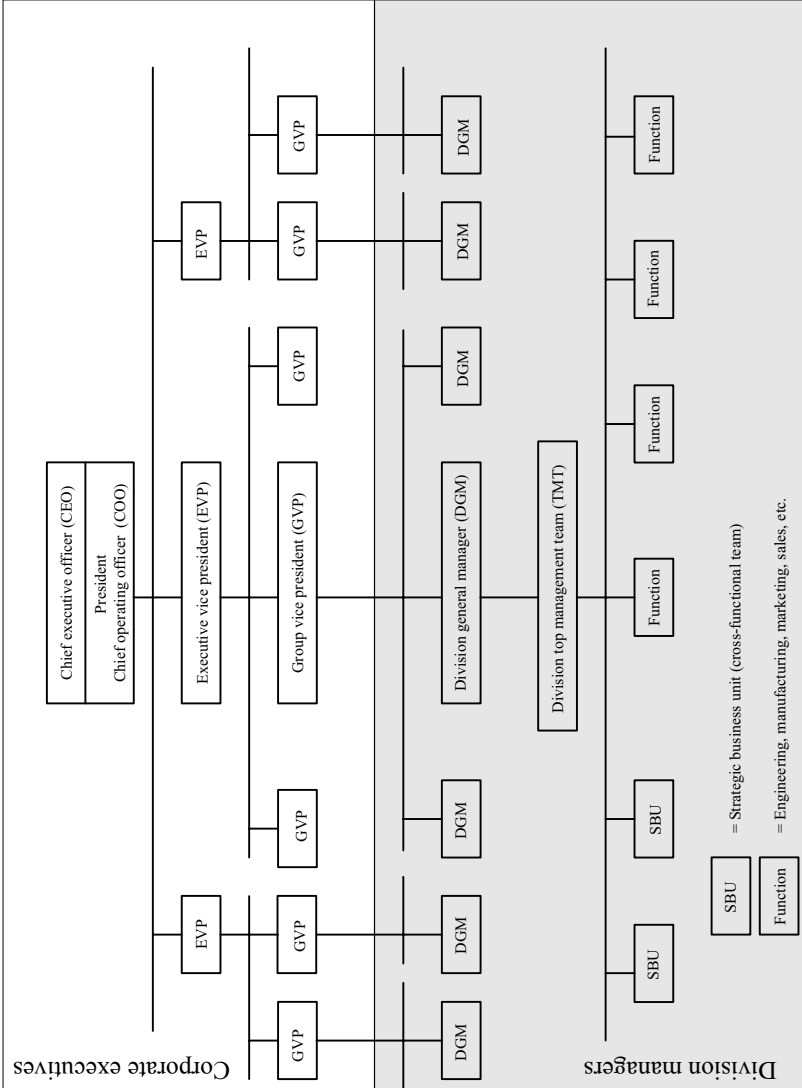 Corporate executives
Chief executive officer (CEO)
President
Chief operating officer (COO)
EVP
Executive vice president (EVP)
EVP
GVP
GVP
GVP
Group vice president (GVP)
GVP
GVP
GVP
Division managers
DGM
DGM
DGM
Division general manager (DGM)
DGM
DGM
DGM
Division top management team (TMT)
SBU
SBU
Function
Function
Function
Function
SBU = Strategic business unit (cross-functional team)
Function = Engineering, manufacturing, marketing, sales, etc.